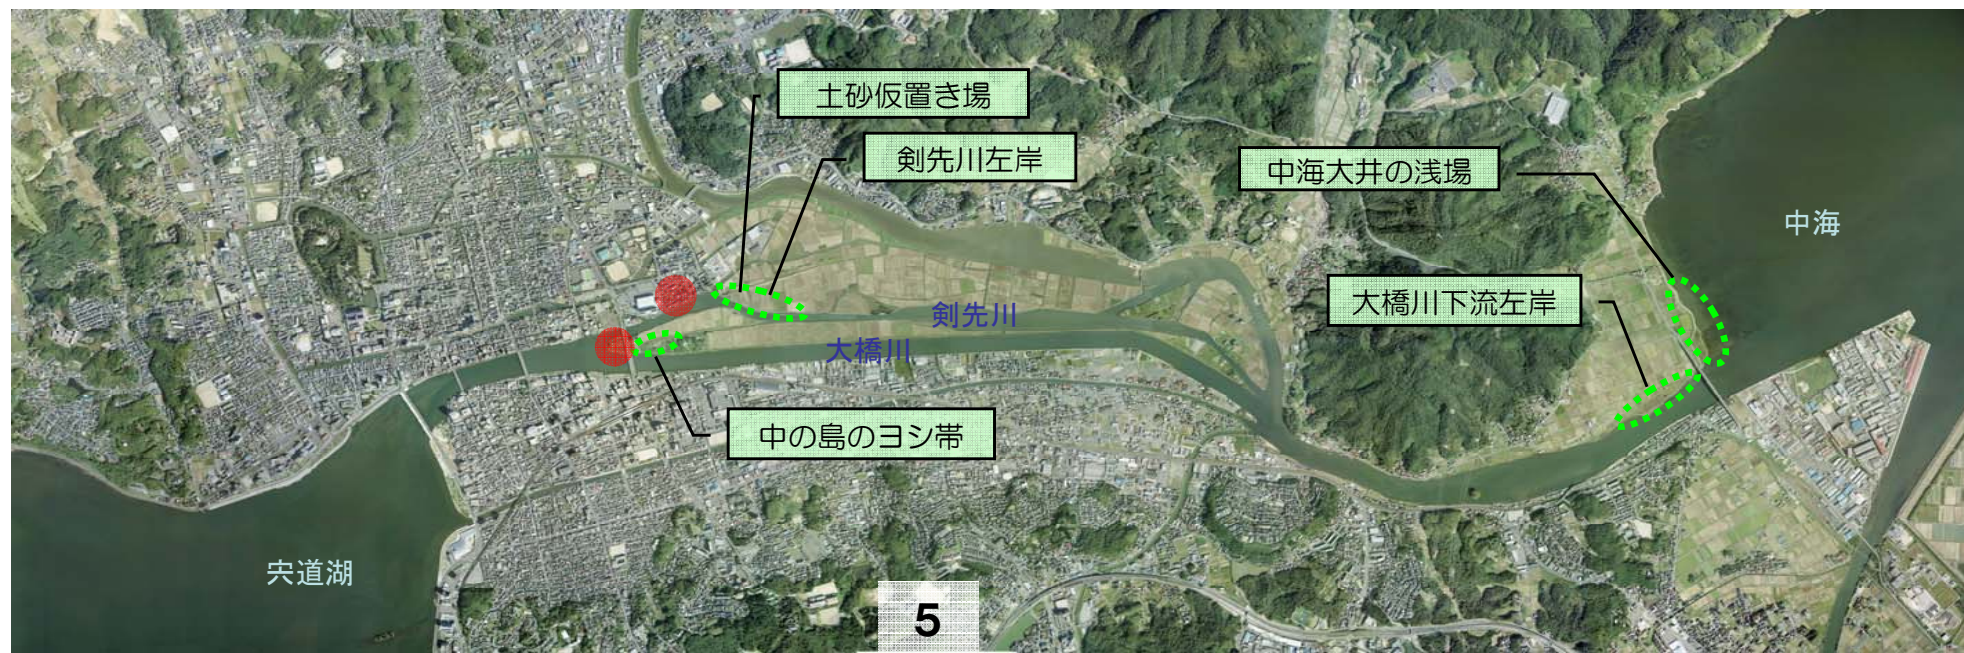 土砂仮置き場
剣先川左岸
中海大井の浅場
中海
大橋川下流左岸
剣先川
大橋川
中の島のヨシ帯
宍道湖
5